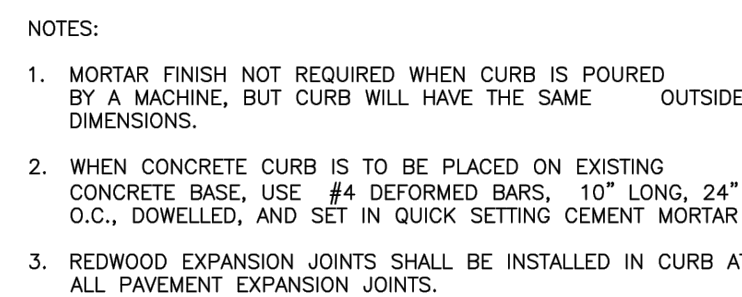 NOTES:
1. MORTAR FINISH NOT REQUIRED WHEN CURB IS POURED
BY A MACHINE, BUT CURB WILL HAVE THE SAME OUTSIDE
DIMENSIONS.
2. WHEN CONCRETE CURB IS TO BE PLACED ON EXISTING
CONCRETE BASE, USE #4 DEFORMED BARS, 10" LONG, 24"
O.C., DOWELLED, AND SET IN QUICK SETTING CEMENT MORTAR
3. REDWOOD EXPANSION JOINTS SHALL BE INSTALLED IN CURB
ALL PAVEMENT EXPANSION JOINTS.